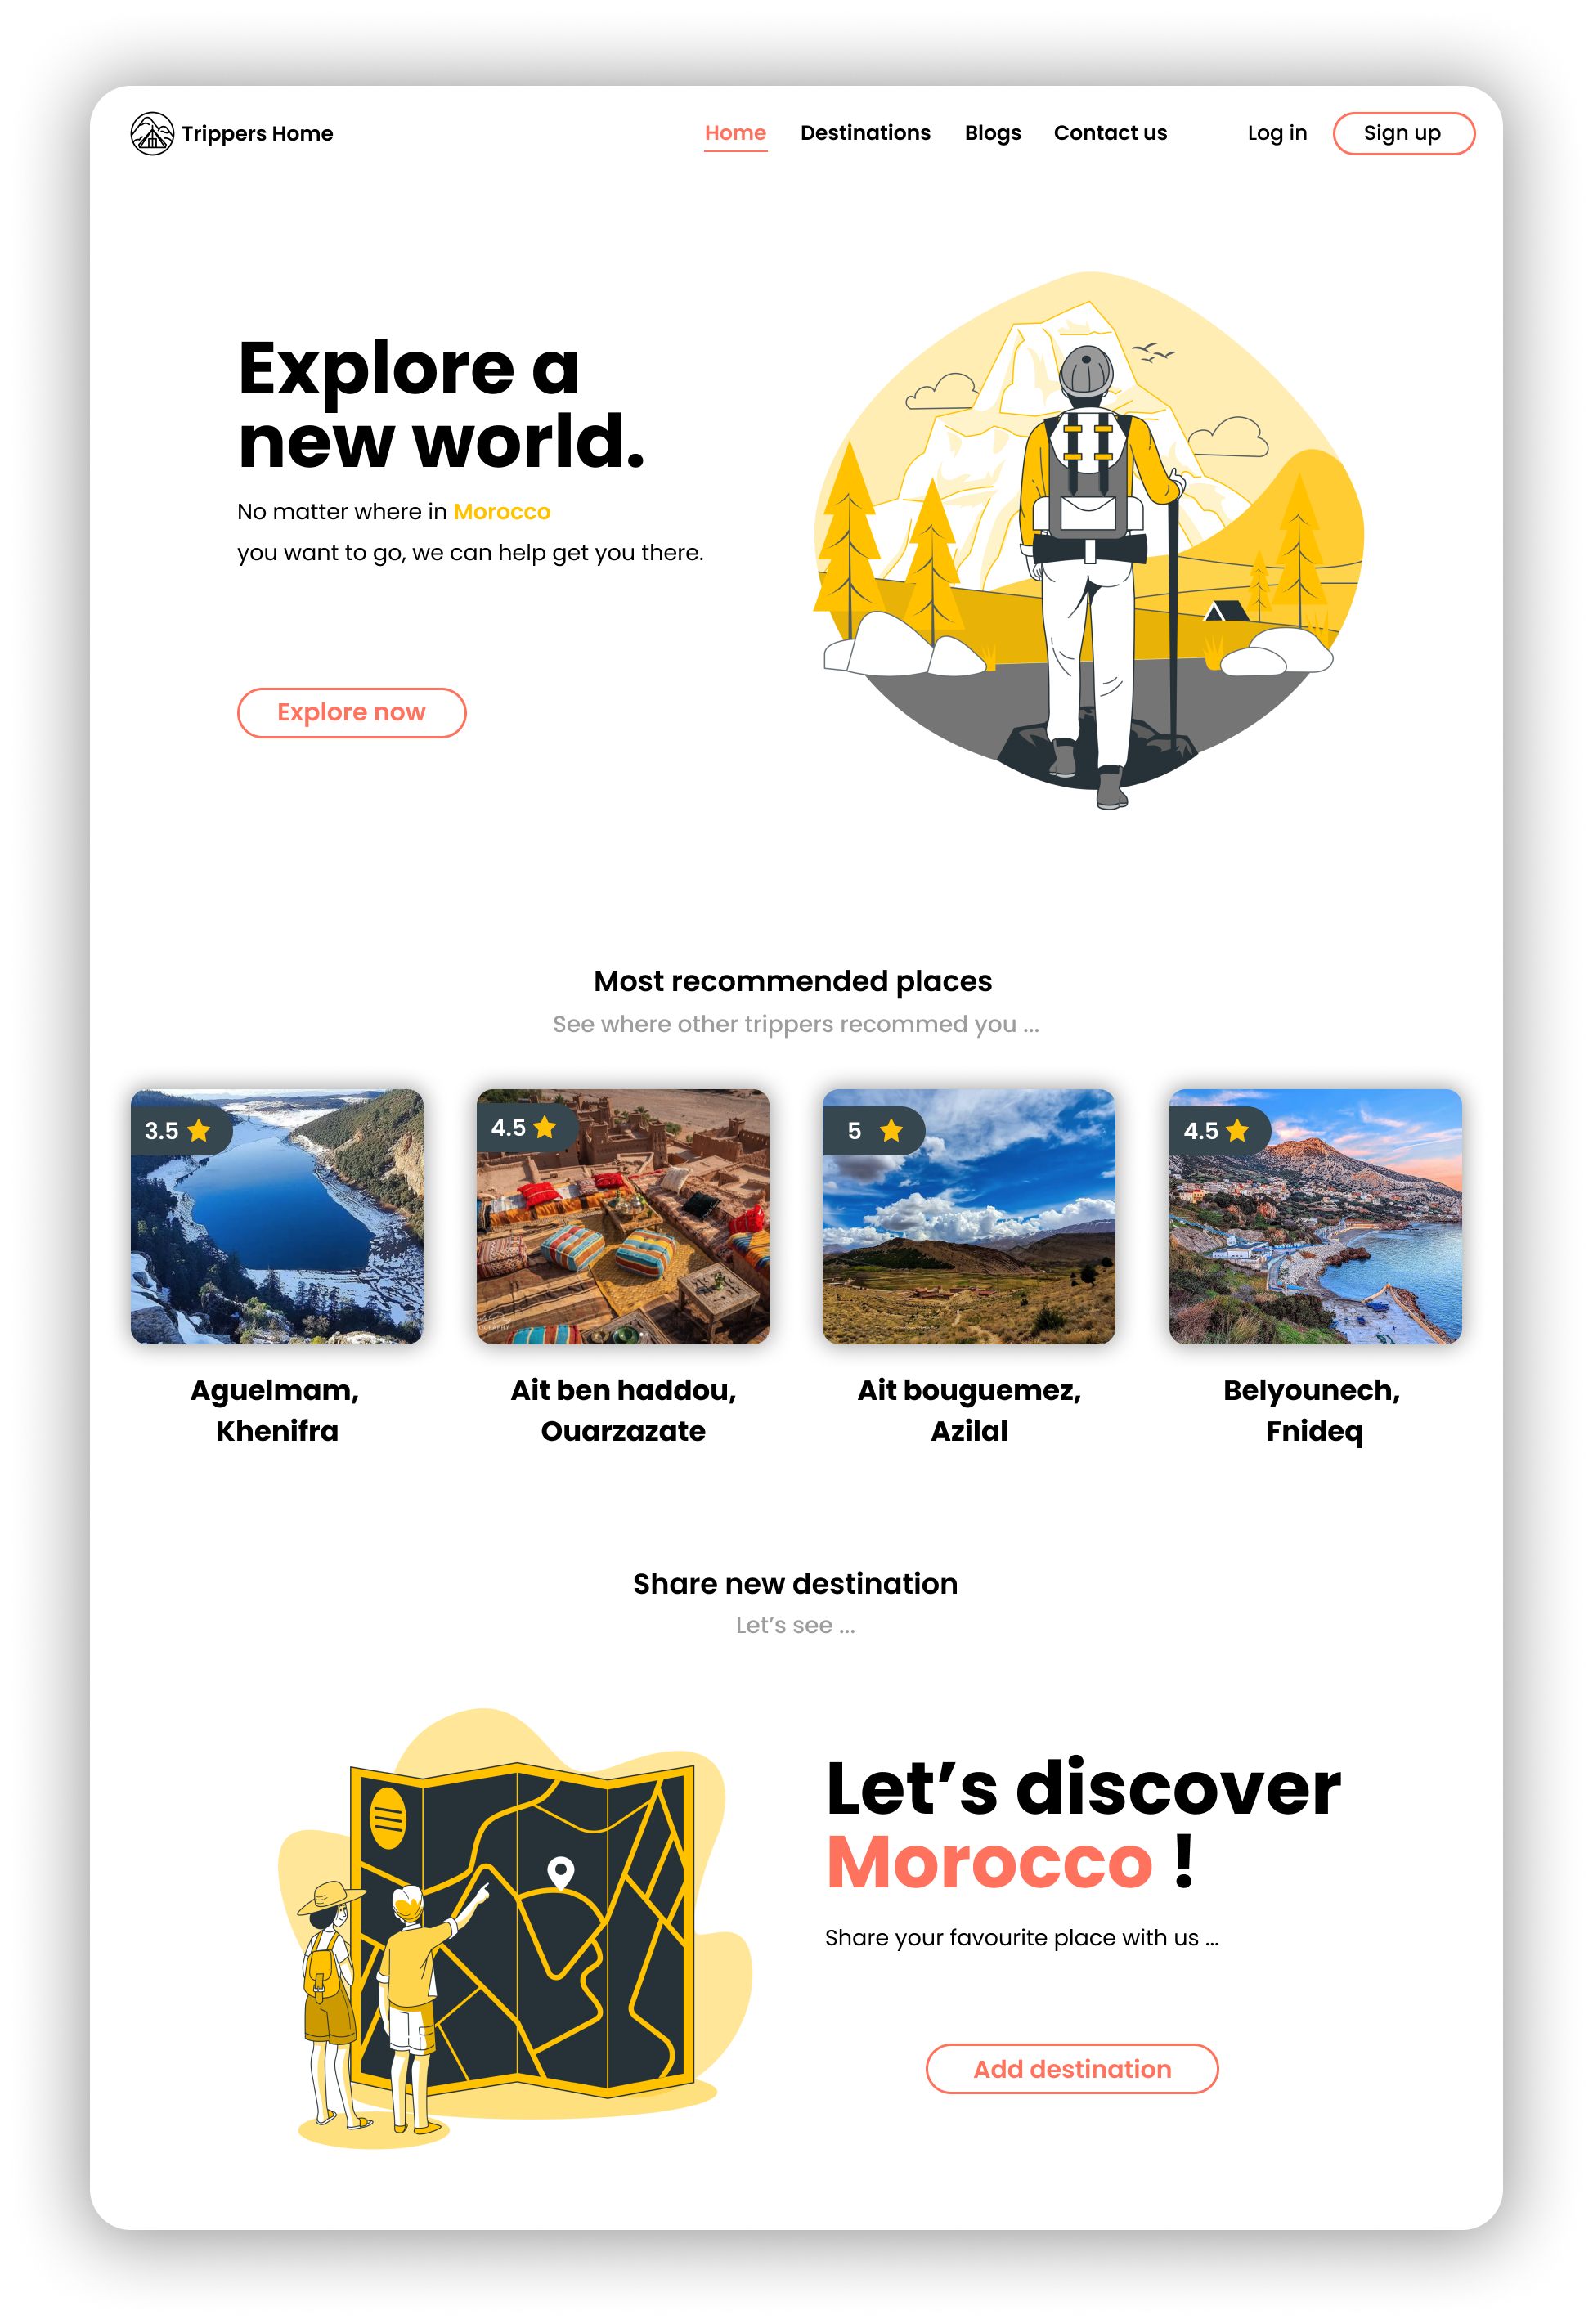 Trippers Home
Home Destinations Blogs Contact us Log in Sign up
Explore a
new world.
No matter where in Morocco
you want to go, we can help get you there.
Explore now
Most recommended places
See where other trippers recommed you ...
3.5
4.5
5
4.5
Aguelmam,
Khenifra
Ait ben haddou,
Ouarzazate
Ait bouguemez,
Azilal
Belyounech,
Fnideq
Share new destination
Let’s see ...
Let’s discover
Morocco !
Share your favourite place with us ...
Add destination